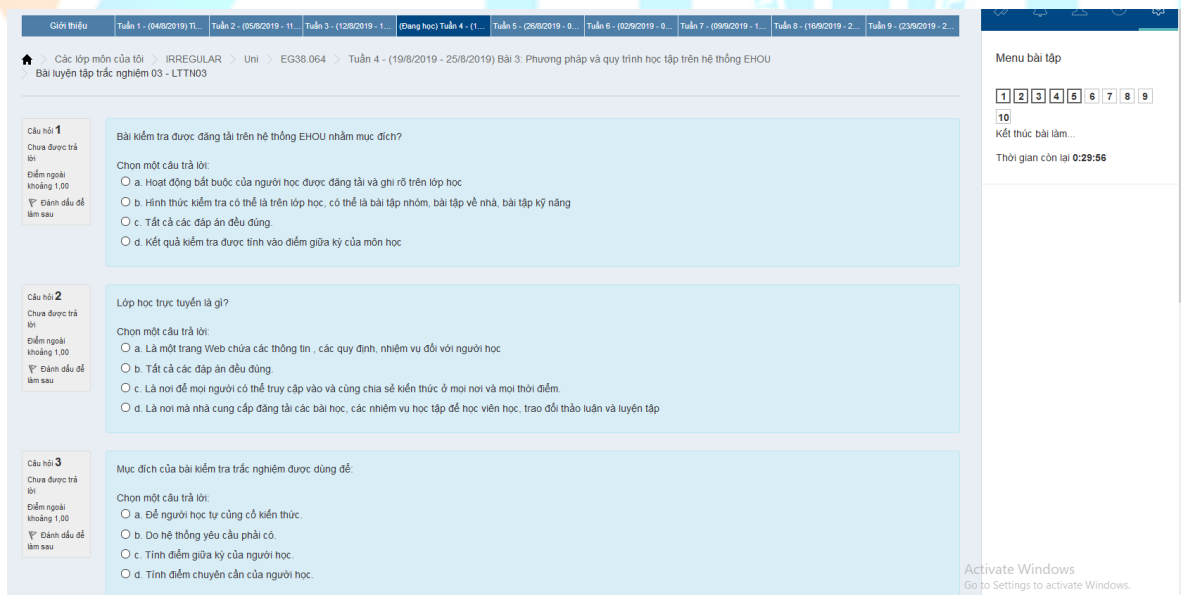 Giới thiệu
Tuần 1 - (04/8/2019) Tì...
Tuần 2 - (05/8/2019 - 11...
Tuần 3 - (12/8/2019 - 1...
(Đang học) Tuần 4 - (1...
Tuần 5 - (26/8/2019 - 0...
Tuần 6 - (02/9/2019 - 0...
Tuần 7 - (09/9/2019 - 1...
Tuần 8 - (16/9/2019 - 2...
Tuần 9 - (23/9/2019 - 2...
Các lớp môn của tôi > IRREGULAR > Uni > EG38.064 > Tuần 4 - (19/8/2019 - 25/8/2019) Bài 3: Phương pháp và quy trình học tập trên hệ thống EHOU
> Bài luyện tập trắc nghiệm 03 - LTTN03
Câu hỏi 1
Chưa được trả
lời
Điểm ngoài
khoảng 1,00
Đánh dấu để
làm sau
Bài kiểm tra được đăng tải trên hệ thống EHOU nhằm mục đích?
Chọn một câu trả lời:
a. Hoạt động bắt buộc của người học được đăng tải và ghi rõ trên lớp học
b. Hình thức kiểm tra có thể là trên lớp học, có thể là bài tập nhóm, bài tập về nhà, bài tập kỹ năng
c. Tất cả các đáp án đều đúng.
d. Kết quả kiểm tra được tính vào điểm giữa kỳ của môn học
Câu hỏi 2
Chưa được trả
lời
Điểm ngoài
khoảng 1,00
Đánh dấu để
làm sau
Lớp học trực tuyến là gì?
Chọn một câu trả lời:
a. Là một trang Web chứa các thông tin , các quy định, nhiệm vụ đối với người học
b. Tất cả các đáp án đều đúng.
c. Là nơi để mọi người có thể truy cập vào và cùng chia sẻ kiến thức ở mọi nơi và mọi thời điểm.
d. Là nơi mà nhà cung cấp đăng tải các bài học, các nhiệm vụ học tập để học viên học, trao đổi thảo luận và luyện tập
Câu hỏi 3
Chưa được trả
lời
Điểm ngoài
khoảng 1,00
Đánh dấu để
làm sau
Mục đích của bài kiểm tra trắc nghiệm được dùng để:
Chọn một câu trả lời:
a. Để người học tự củng cố kiến thức.
b. Do hệ thống yêu cầu phải có.
c. Tính điểm giữa kỳ của người học.
d. Tính điểm chuyên cần của người học.
Menu bài tập
1 2 3 4 5 6 7 8 9
10
Kết thúc bài làm...
Thời gian còn lại 0:29:56
Activate Windows
Go to Settings to activate Windows.